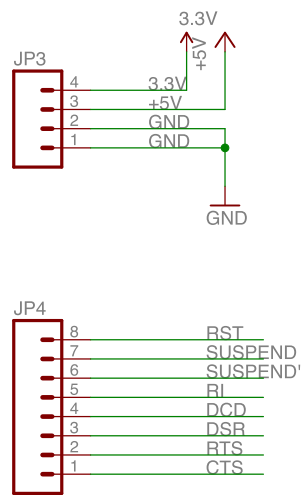 3.3V
+5V
JP3
4 3.3V
3 +5V
2 GND
1 GND
GND
JP4
8 RST
7 SUSPEND
6 SUSPEND'
5 RI
4 DCD
3 DSR
2 RTS
1 CTS